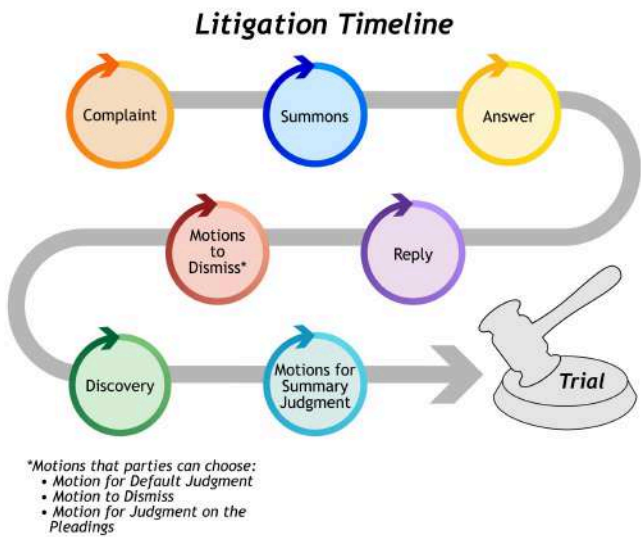 Litigation Timeline
Complaint
Summons
Answer
Reply
Motions
to
Dismiss*
Discovery
Motions for
Summary
Judgment
Trial
*Motions that parties can choose:
• Motion for Default Judgment
• Motion to Dismiss
• Motion for Judgment on the
Pleadings